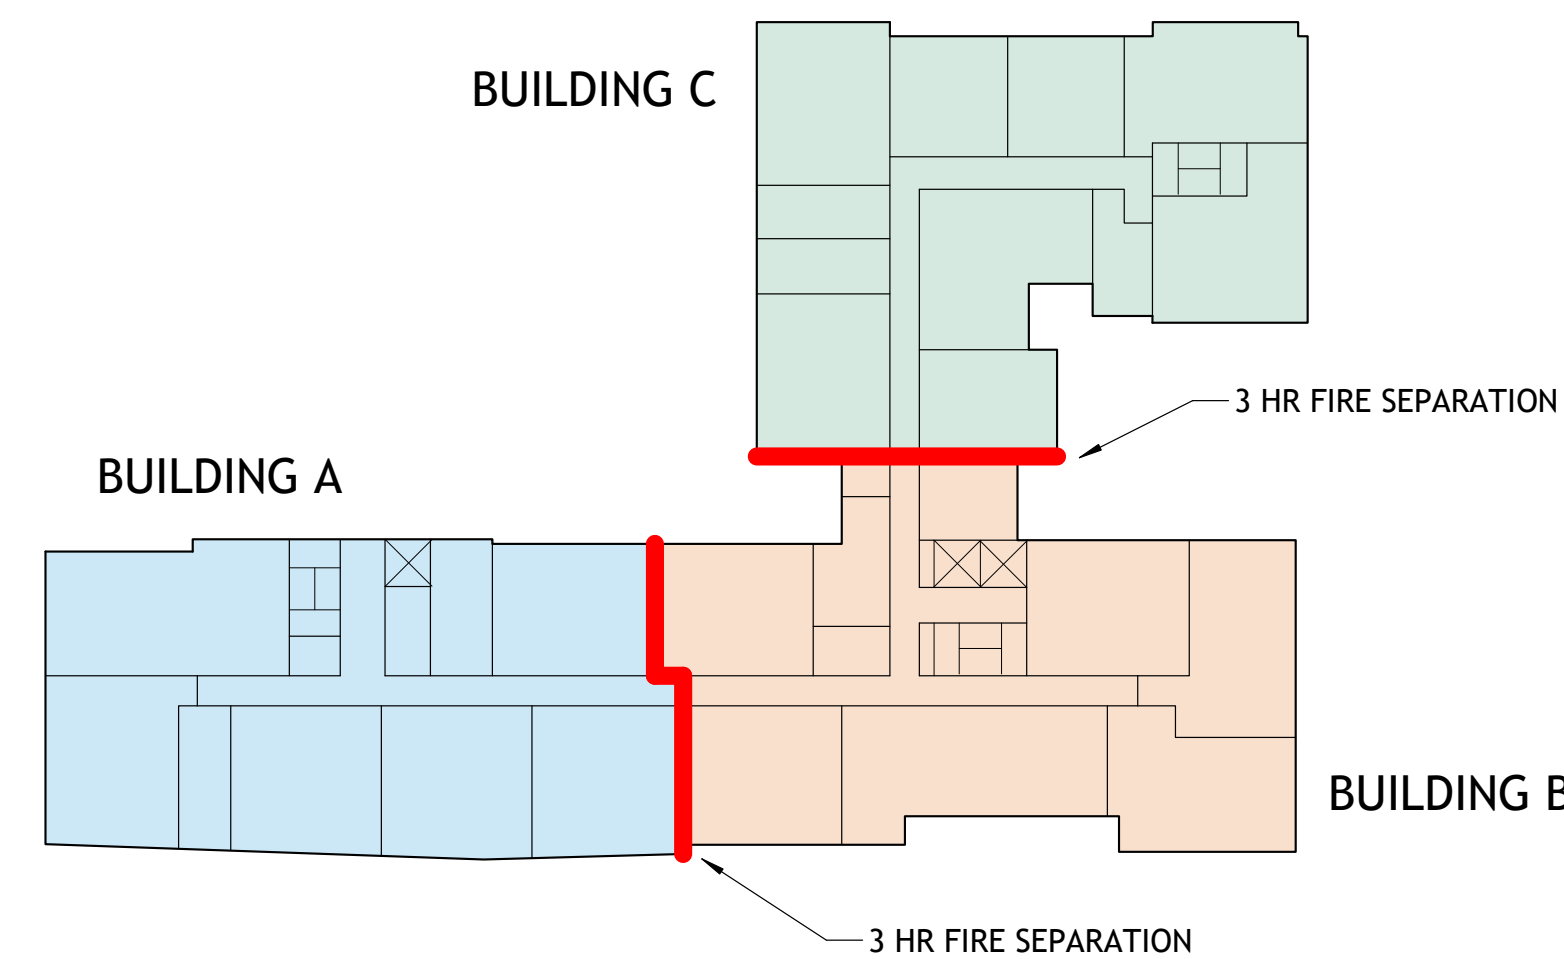 BUILDING C
3 HR FIRE SEPARATION
BUILDING A
BUILDING B
3 HR FIRE SEPARATION